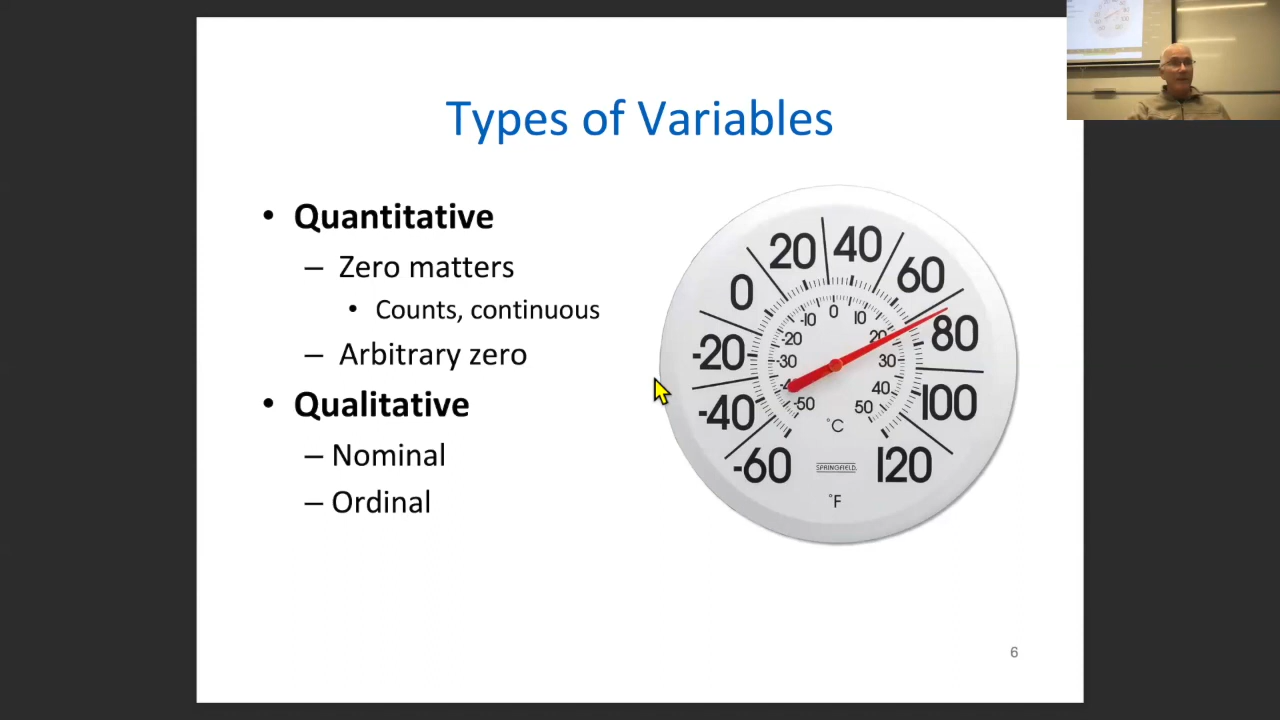 Types of Variables
• Quantitative
– Zero matters
• Counts, continuous
– Arbitrary zero
• Qualitative
– Nominal
– Ordinal
20 40
0 60
-20 80
-40 100
-60 120
-10 0 10
-20 20
-30 30
40
-50 50
°C
SPRINGFIELD
°F
6